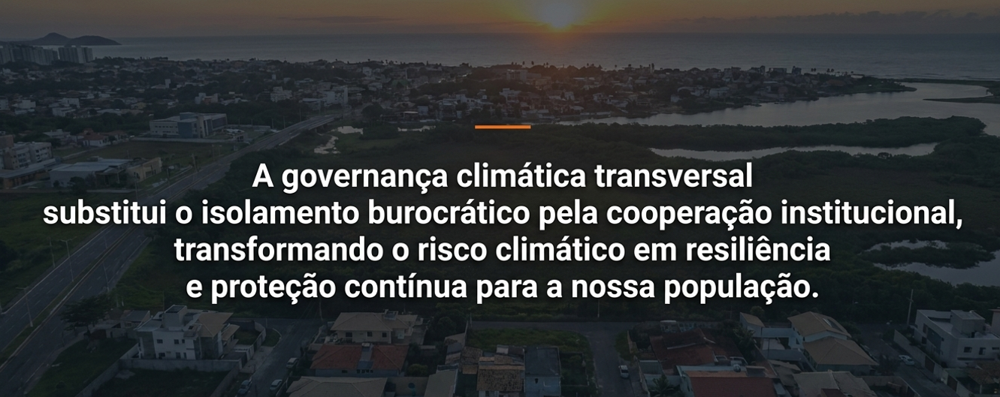 A governança climática transversal
substitui o isolamento burocrático pela cooperação institucional,
transformando o risco climático em resiliência
e proteção contínua para a nossa população.